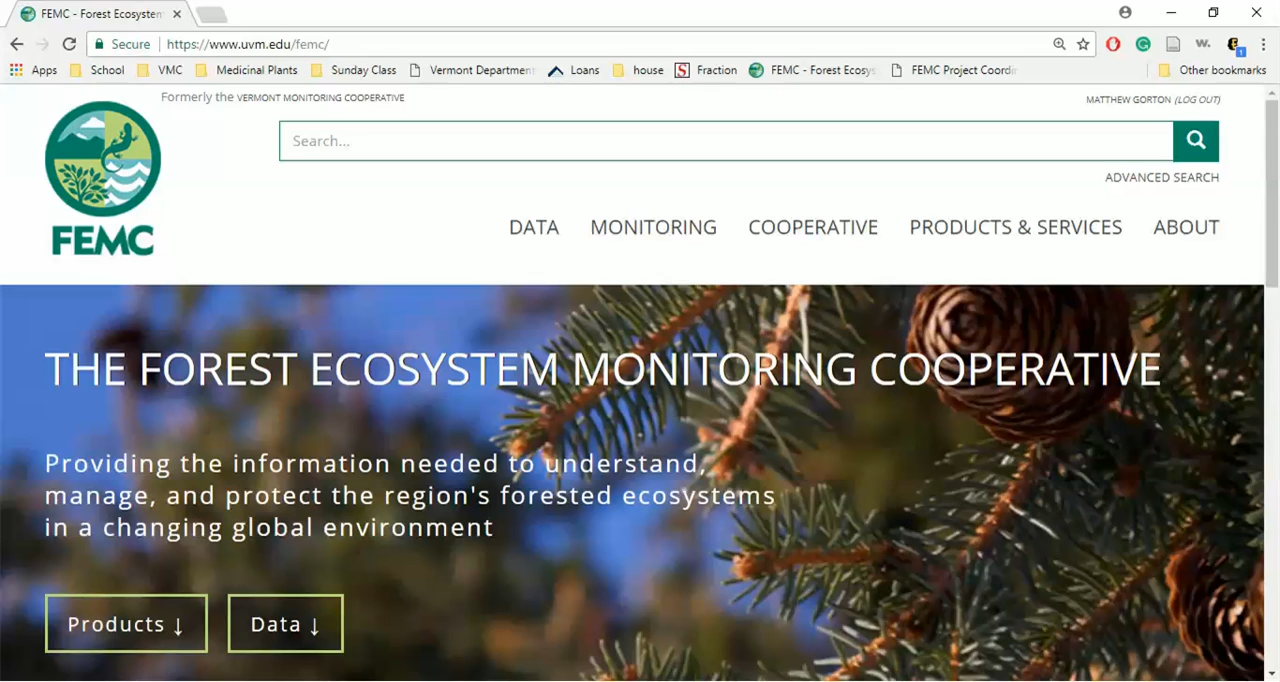 FEMC - Forest Ecosystem
Secure https://www.uvm.edu/femc/
Apps School VMC Medicinal Plants Sunday Class Vermont Department Loans house Fraction FEMC - Forest Ecosys FEMC Project Coordin Other bookmarks
Formerly the VERMONT MONITORING COOPERATIVE
MATTHEW GORTON (LOG OUT)
Search...
ADVANCED SEARCH
FEMC
DATA MONITORING COOPERATIVE PRODUCTS & SERVICES ABOUT
THE FOREST ECOSYSTEM MONITORING COOPERATIVE
Providing the information needed to understand,
manage, and protect the region's forested ecosystems
in a changing global environment
Products ↓ Data ↓